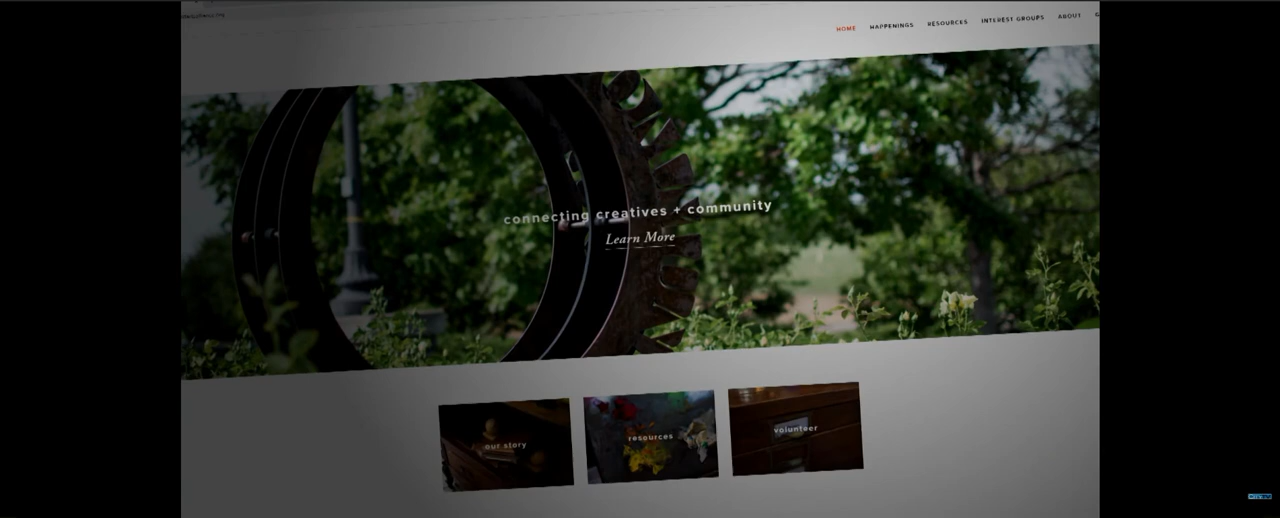 HOME HAPPENINGS RESOURCES INTEREST GROUPS ABOUT
connecting creatives + community
Learn More
our story
resources
volunteer